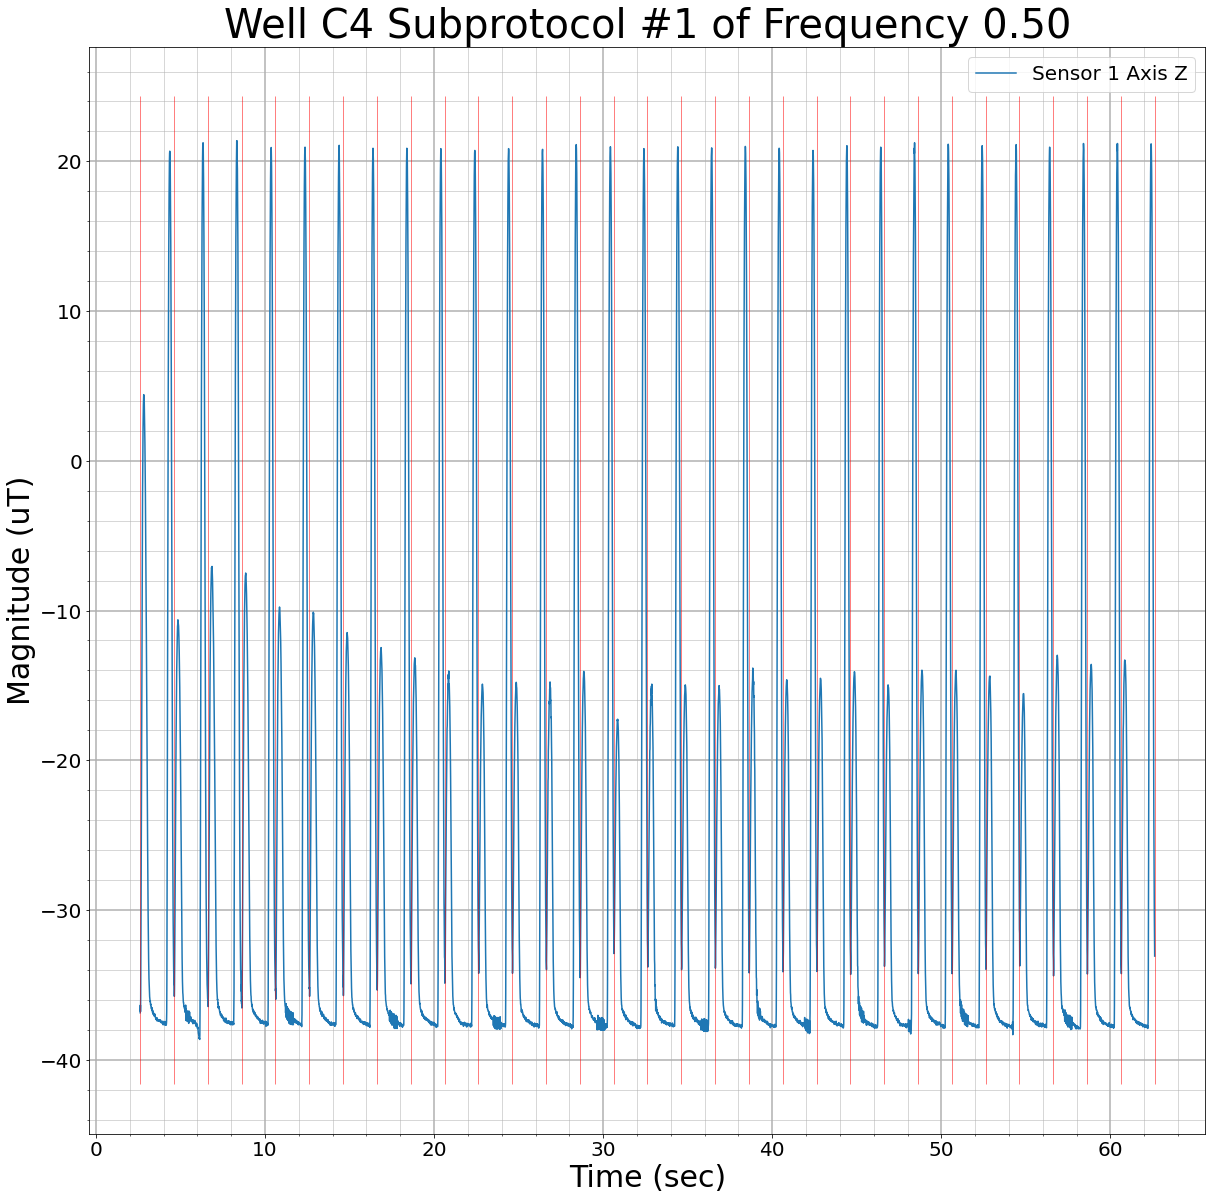 Well C4 Subprotocol #1 of Frequency 0.50
Sensor 1 Axis Z
20
10
0
−10
−20
−30
−40
Magnitude (uT)
0 10 20 30 40 50 60
Time (sec)